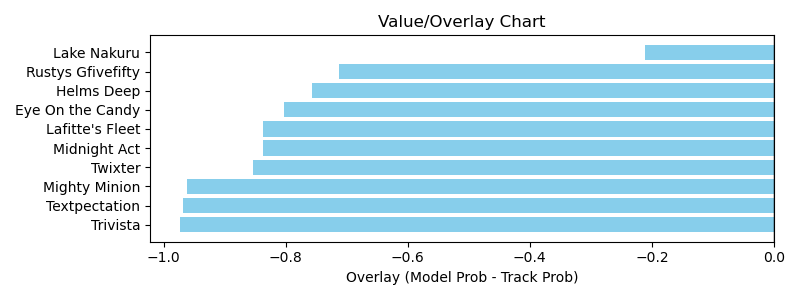 Value/Overlay Chart
Lake Nakuru
Rustys Gfivefifty
Helms Deep
Eye On the Candy
Lafitte's Fleet
Midnight Act
Twixter
Mighty Minion
Textpectation
Trivista
−1.0 −0.8 −0.6 −0.4 −0.2 0.0
Overlay (Model Prob - Track Prob)